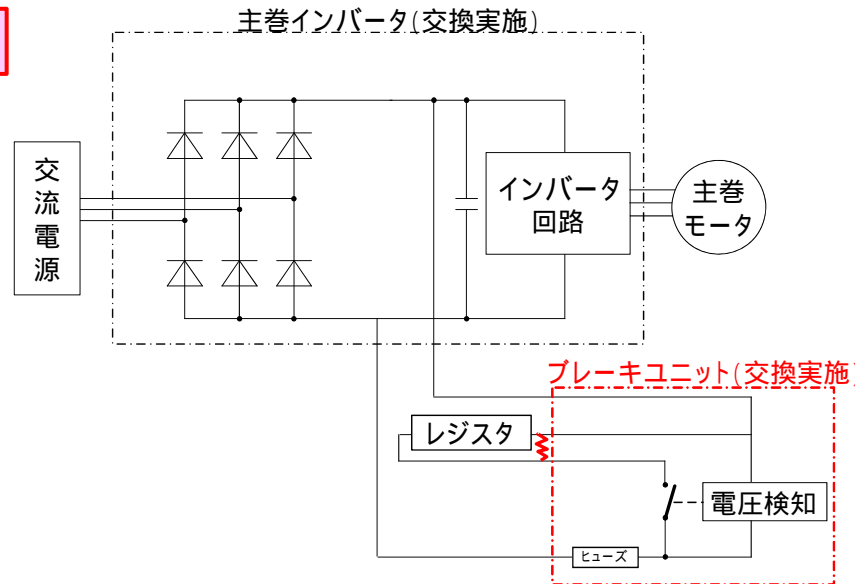 主巻インバータ(交換実施)
交流電源
インバータ
回路
主巻
モータ
ブレーキユニット(交換実施)
レジスタ
電圧検知
ヒューズ